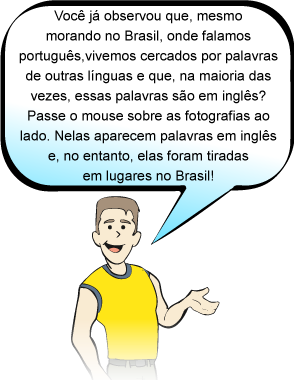 Você já observou que, mesmo
morando no Brasil, onde falamos
português,vivemos cercados por palavras
de outras línguas e que, na maioria das
vezes, essas palavras são em inglês?
Passe o mouse sobre as fotografias ao
lado. Nelas aparecem palavras em inglês
e, no entanto, elas foram tiradas
em lugares no Brasil!